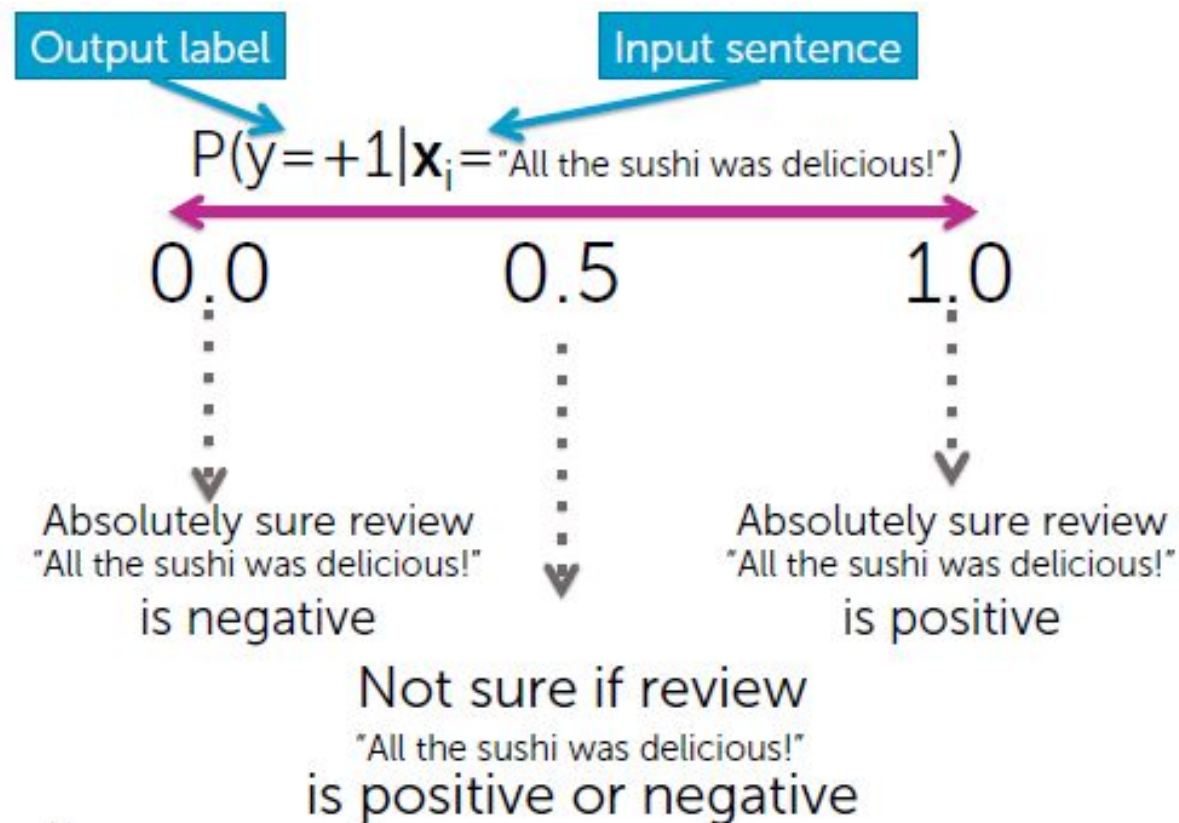 Output label
Input sentence
P(y=+1|xᵢ="All the sushi was delicious!")
0.0 0.5 1.0
Absolutely sure review
"All the sushi was delicious!"
is negative
Absolutely sure review
"All the sushi was delicious!"
is positive
Not sure if review
"All the sushi was delicious!"
is positive or negative